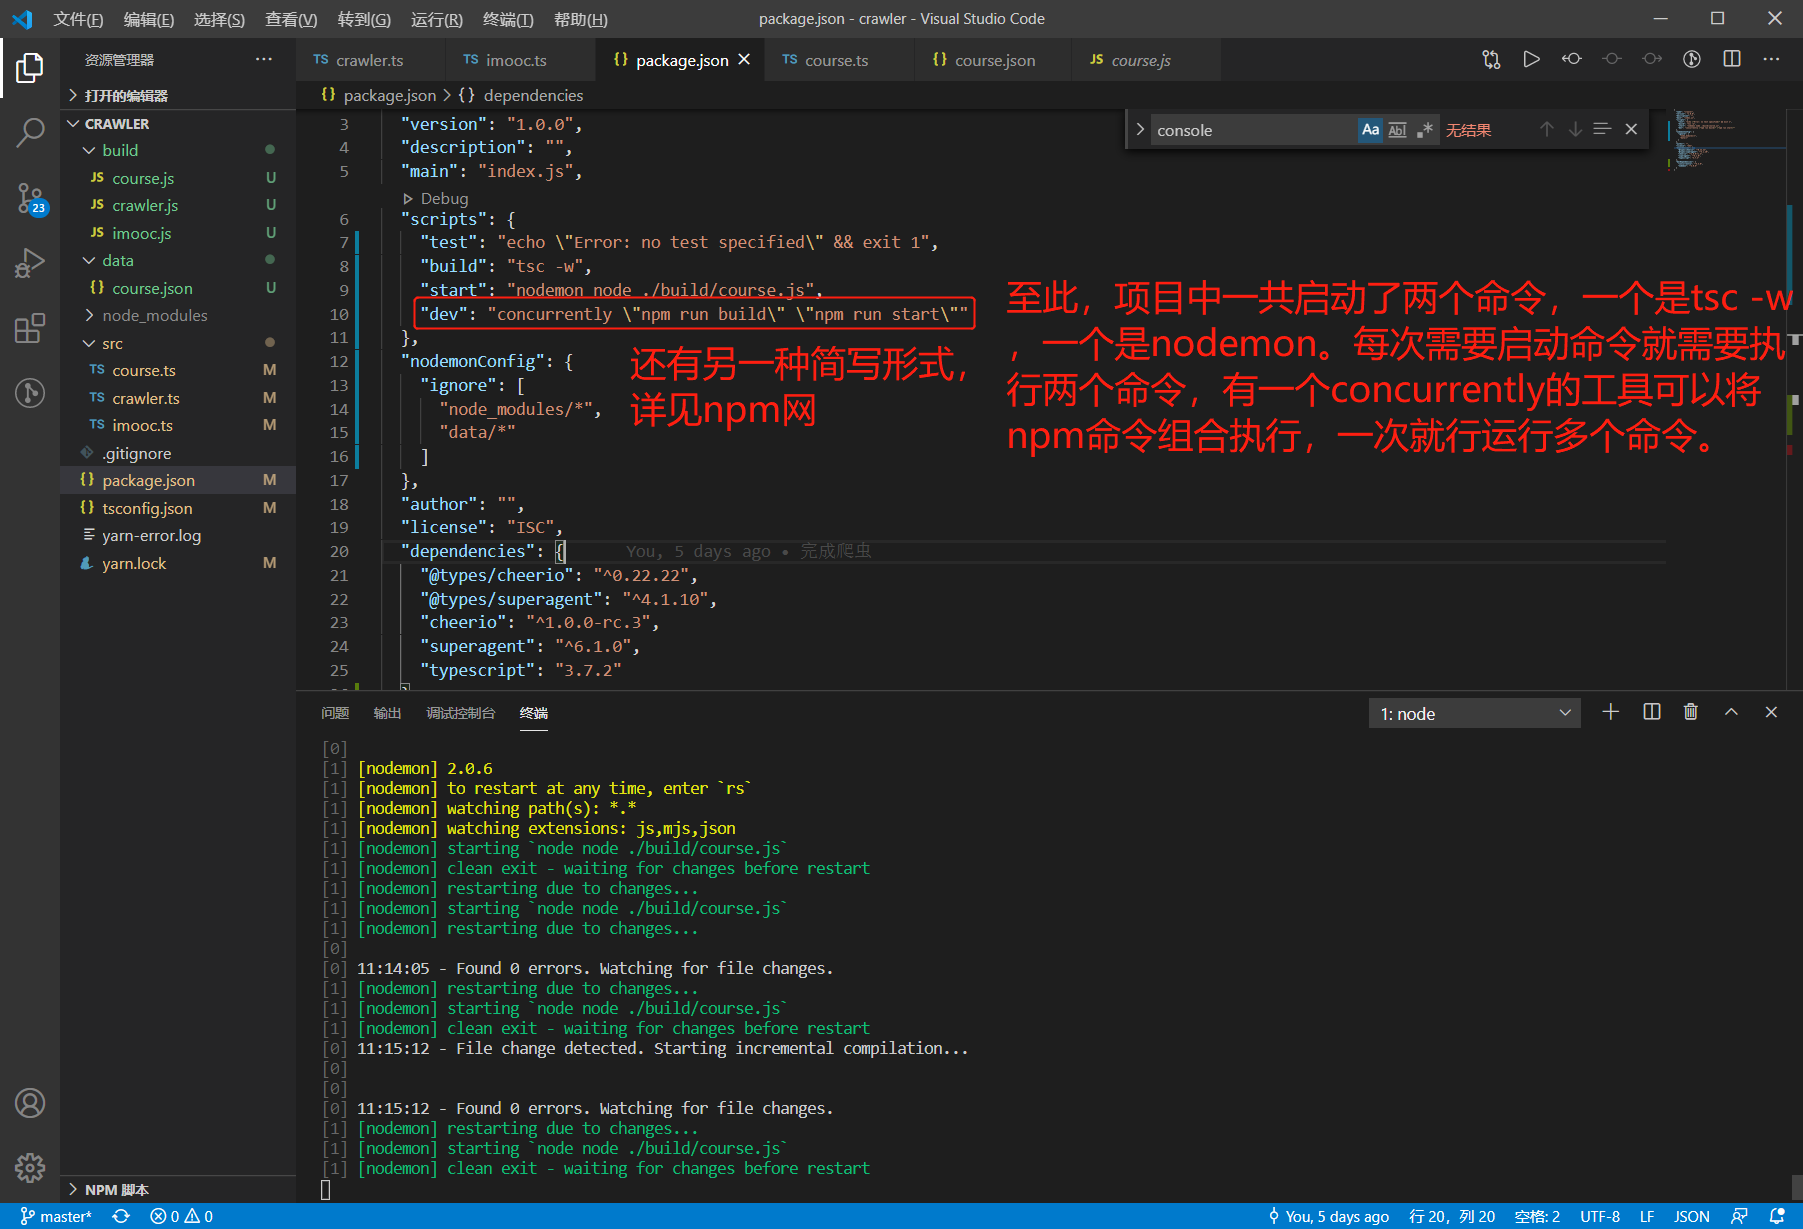 文件(F) 编辑(E) 选择(S) 查看(V) 转到(G) 运行(R) 终端(T) 帮助(H) package.json - crawler - Visual Studio Code
资源管理器 ···
TS crawler.ts TS imooc.ts {} package.json TS course.ts {} course.json JS course.js
打开的编辑器
{} package.json > {} dependencies
CRAWLER
build
JS course.js U
JS crawler.js U
JS imooc.js U
data
{} course.json U
node_modules
src
TS course.ts M
TS crawler.ts M
TS imooc.ts M
.gitignore
{} package.json M
{} tsconfig.json M
yarn-error.log
yarn.lock M
NPM 脚本
23
console Aa Abl .* 无结果
3 "version": "1.0.0",
4 "description": "",
5 "main": "index.js",
Debug
6 "scripts": {
7 "test": "echo \"Error: no test specified\" && exit 1",
8 "build": "tsc -w",
9 "start": "nodemon node ./build/course.js",
10 "dev": "concurrently \"npm run build\" \"npm run start\""
11 },
12 "nodemonConfig": {
13 "ignore": [
14 "node_modules/*",
15 "data/*"
16 ]
17 },
18 "author": "",
19 "license": "ISC",
20 "dependencies": { You, 5 days ago • 完成爬虫
21 "@types/cheerio": "^0.22.22",
22 "@types/superagent": "^4.1.10",
23 "cheerio": "^1.0.0-rc.3",
24 "superagent": "^6.1.0",
25 "typescript": "3.7.2"
还有另一种简写形式，
详见npm网
至此，项目中一共启动了两个命令，一个是tsc -w
，一个是nodemon。每次需要启动命令就需要执
行两个命令，有一个concurrently的工具可以将
npm命令组合执行，一次就行运行多个命令。
问题 输出 调试控制台 终端 1: node
[0]
[1] [nodemon] 2.0.6
[1] [nodemon] to restart at any time, enter `rs`
[1] [nodemon] watching path(s): *.*
[1] [nodemon] watching extensions: js,mjs,json
[1] [nodemon] starting `node node ./build/course.js`
[1] [nodemon] clean exit - waiting for changes before restart
[1] [nodemon] restarting due to changes...
[1] [nodemon] starting `node node ./build/course.js`
[1] [nodemon] restarting due to changes...
[0]
[0] 11:14:05 - Found 0 errors. Watching for file changes.
[1] [nodemon] restarting due to changes...
[1] [nodemon] starting `node node ./build/course.js`
[1] [nodemon] clean exit - waiting for changes before restart
[0] 11:15:12 - File change detected. Starting incremental compilation...
[0]
[0]
[0] 11:15:12 - Found 0 errors. Watching for file changes.
[1] [nodemon] restarting due to changes...
[1] [nodemon] starting `node node ./build/course.js`
[1] [nodemon] clean exit - waiting for changes before restart
master* 0 0 You, 5 days ago 行 20，列 20 空格: 2 UTF-8 LF JSON